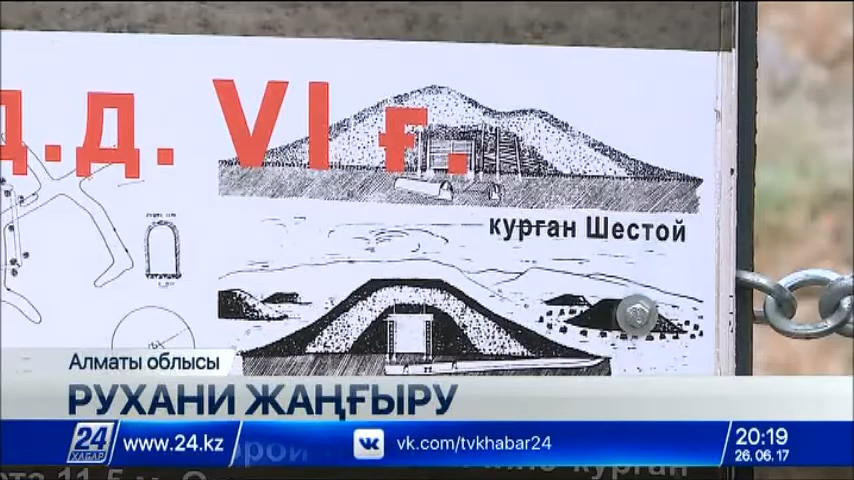 д.д. VI ғ.
курган Шестой
Алматы облысы
РУХАНИ ЖАҢҒЫРУ
24
ХАБАР
www.24.kz
vk.com/tvkhabar24
20:19
26.06.17
курган